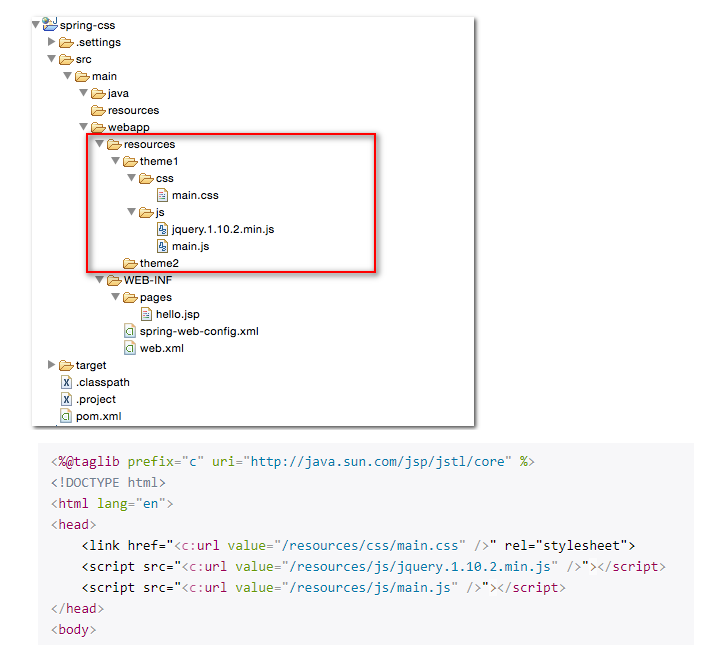 spring-css
.settings
src
main
java
resources
webapp
resources
theme1
css
main.css
js
jquery.1.10.2.min.js
main.js
theme2
WEB-INF
pages
hello.jsp
spring-web-config.xml
web.xml
target
.classpath
.project
pom.xml
<%@taglib prefix="c" uri="http://java.sun.com/jsp/jstl/core" %>
<!DOCTYPE html>
<html lang="en">
<head>
    <link href="<c:url value="/resources/css/main.css" />" rel="stylesheet">
    <script src="<c:url value="/resources/js/jquery.1.10.2.min.js" />"></script>
    <script src="<c:url value="/resources/js/main.js" />"></script>
</head>
<body>